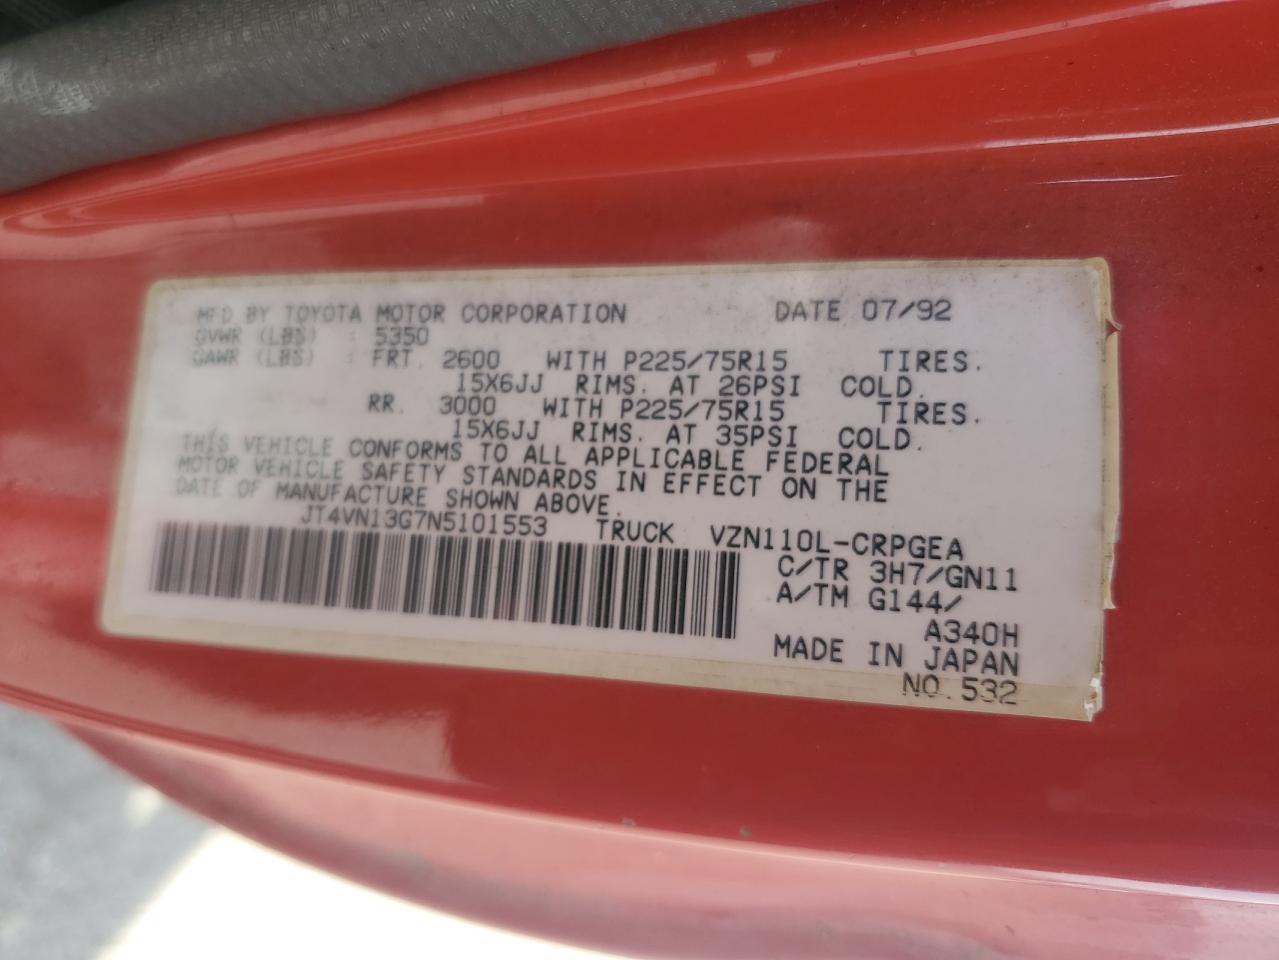 MFD BY TOYOTA MOTOR CORPORATION DATE 07/92
GVWR (LBS) : 5350
GAWR (LBS) : FRT. 2600 WITH P225/75R15 TIRES.
15X6JJ RIMS. AT 26PSI COLD.
RR. 3000 WITH P225/75R15 TIRES.
15X6JJ RIMS. AT 35PSI COLD.
THIS VEHICLE CONFORMS TO ALL APPLICABLE FEDERAL
MOTOR VEHICLE SAFETY STANDARDS IN EFFECT ON THE
DATE OF MANUFACTURE SHOWN ABOVE.
JT4VN13G7N5101553 TRUCK VZN110L-CRPGEA
C/TR 3H7/GN11
A/TM G144/
A340H
MADE IN JAPAN
NO.532